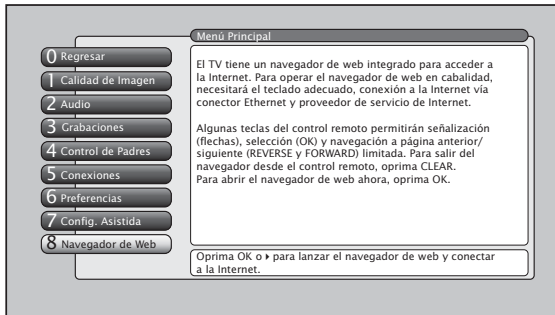 Menú Principal
0 Regresar
1 Calidad de Imagen
2 Audio
3 Grabaciones
4 Control de Padres
5 Conexiones
6 Preferencias
7 Config. Asistida
8 Navegador de Web
El TV tiene un navegador de web integrado para acceder a
la Internet. Para operar el navegador de web en cabalidad,
necesitará el teclado adecuado, conexión a la Internet vía
conector Ethernet y proveedor de servicio de Internet.
Algunas teclas del control remoto permitirán señalización
(flechas), selección (OK) y navegación a página anterior/
siguiente (REVERSE y FORWARD) limitada. Para salir del
navegador desde el control remoto, oprima CLEAR.
Para abrir el navegador de web ahora, oprima OK.
Oprima OK o ▸ para lanzar el navegador de web y conectar
a la Internet.